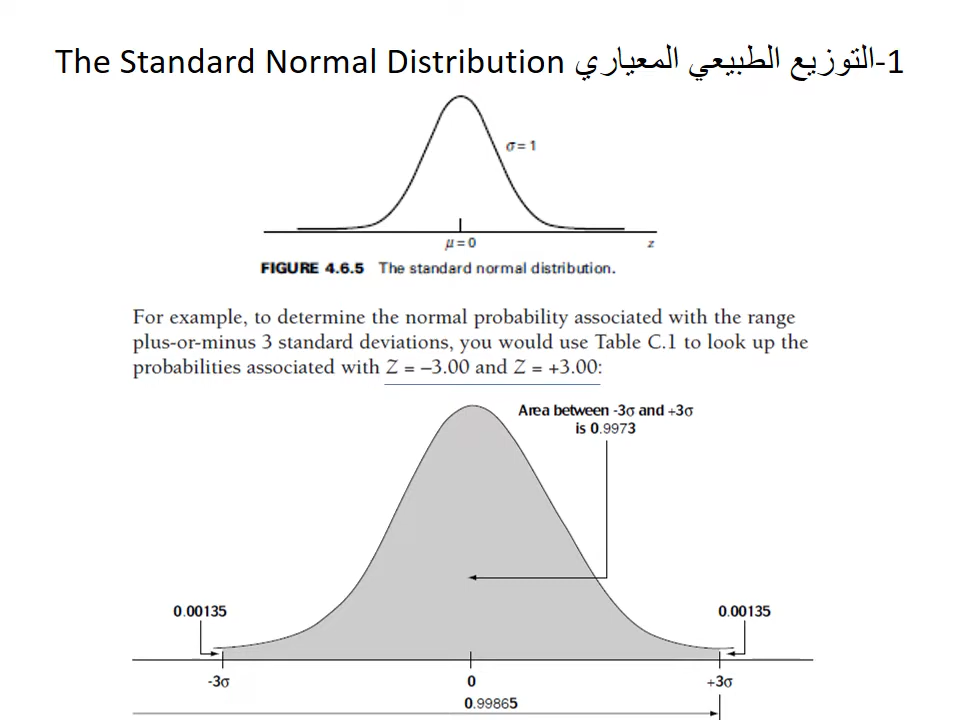 The Standard Normal Distribution التوزيع الطبيعي المعياري-1
σ = 1
μ = 0
z
FIGURE 4.6.5 The standard normal distribution.
For example, to determine the normal probability associated with the range
plus-or-minus 3 standard deviations, you would use Table C.1 to look up the
probabilities associated with Z = –3.00 and Z = +3.00:
Area between -3σ and +3σ
is 0.9973
0.00135
0.00135
-3σ
0
+3σ
0.99865